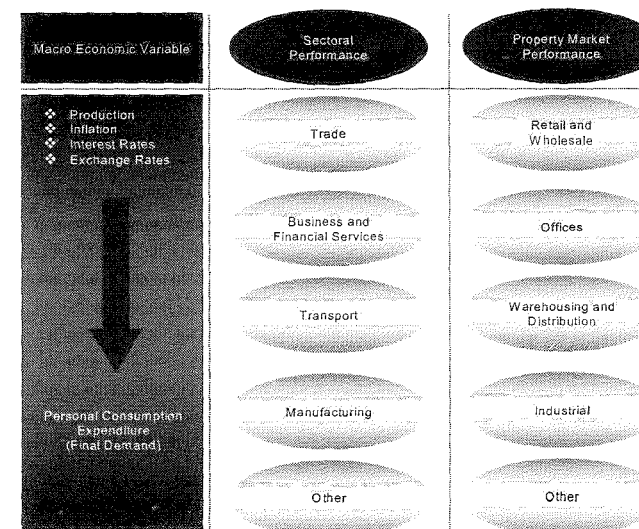 Macro Economic Variable
Sectoral
Performance
Property Market
Performance
❖ Production
❖ Inflation
❖ Interest Rates
❖ Exchange Rates
Personal Consumption
Expenditure
(Final Demand)
Trade
Business and
Financial Services
Transport
Manufacturing
Other
Retail and
Wholesale
Offices
Warehousing and
Distribution
Industrial
Other